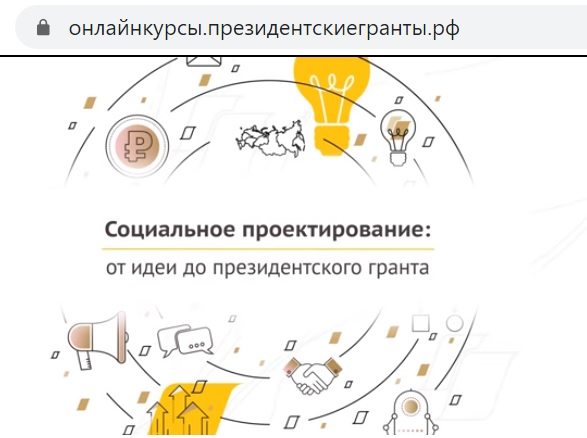 онлайнкурсы.президентскиегранты.рф
₽
Социальное проектирование:
от идеи до президентского гранта